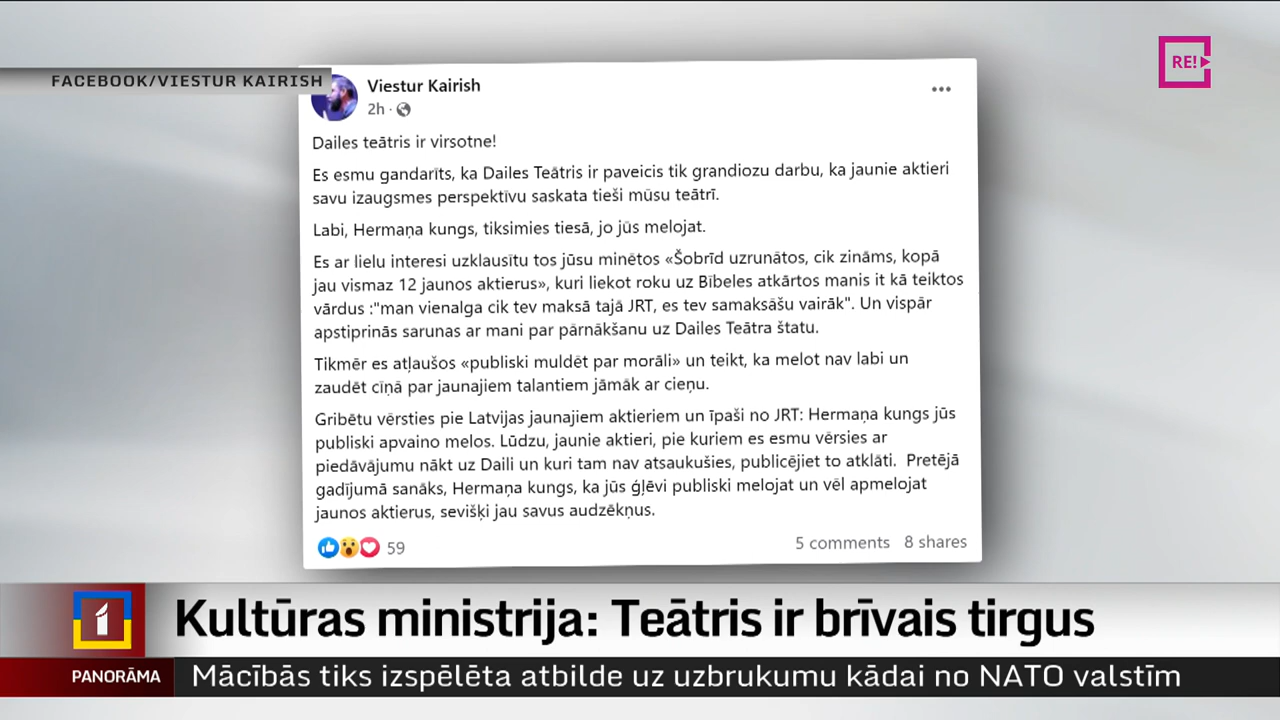 FACEBOOK/VIESTUR KAIRISH
RE!
Viestur Kairish
2h ·
Dailes teātris ir virsotne!
Es esmu gandarīts, ka Dailes Teātris ir paveicis tik grandiozu darbu, ka jaunie aktieri
savu izaugsmes perspektīvu saskata tieši mūsu teātrī.
Labi, Hermaņa kungs, tiksimies tiesā, jo jūs melojat.
Es ar lielu interesi uzklausītu tos jūsu minētos «Šobrīd uzrunātos, cik zināms, kopā
jau vismaz 12 jaunos aktierus», kuri liekot roku uz Bībeles atkārtos manis it kā teiktos
vārdus :"man vienalga cik tev maksā tajā JRT, es tev samaksāšu vairāk". Un vispār
apstiprinās sarunas ar mani par pārnākšanu uz Dailes Teātra štatu.
Tikmēr es atļaušos «publiski muldēt par morāli» un teikt, ka melot nav labi un
zaudēt cīņā par jaunajiem talantiem jāmāk ar cieņu.
Gribētu vērsties pie Latvijas jaunajiem aktieriem un īpaši no JRT: Hermaņa kungs jūs
publiski apvaino melos. Lūdzu, jaunie aktieri, pie kuriem es esmu vērsies ar
piedāvājumu nākt uz Daili un kuri tam nav atsaukušies, publicējiet to atklāti. Pretējā
gadījumā sanāks, Hermaņa kungs, ka jūs gļēvi publiski melojat un vēl apmelojat
jaunos aktierus, sevišķi jau savus audzēkņus.
59
5 comments 8 shares
1
Kultūras ministrija: Teātris ir brīvais tirgus
PANORĀMA
Mācībās tiks izspēlēta atbilde uz uzbrukumu kādai no NATO valstīm